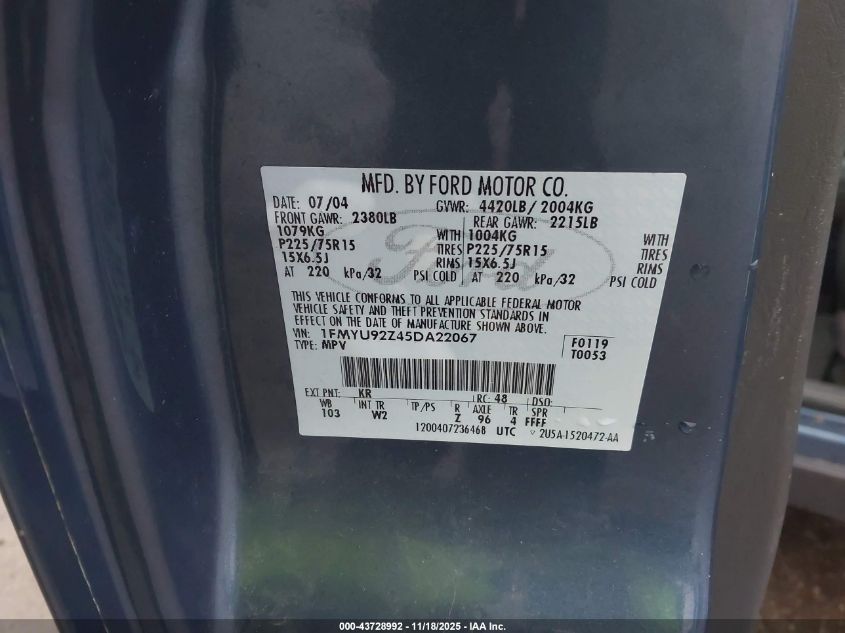 MFD. BY FORD MOTOR CO.
DATE: 07/04 GVWR: 4420LB/ 2004KG
FRONT GAWR: 2380LB REAR GAWR: 2215LB
1079KG WITH 1004KG WITH
P225/75R15 TIRES P225/75R15 TIRES
15X6.5J RIMS 15X6.5J RIMS
AT 220 kPa/32 PSI COLD AT 220 kPa/32 PSI COLD
Ford
THIS VEHICLE CONFORMS TO ALL APPLICABLE FEDERAL MOTOR
VEHICLE SAFETY AND THEFT PREVENTION STANDARDS IN
EFFECT ON THE DATE OF MANUFACTURE SHOWN ABOVE.
VIN: 1FMYU92Z45DA22067 F0119
TYPE: MPV T0053
EXT PNT: KR RC: 48 DSO:
WB INT TR TP/PS R AXLE TR SPR
103 W2 Z 96 4 FFFF
1200407236468 UTC 2U5A-1520472-AA
000-43728992 - 11/18/2025 - IAA Inc.